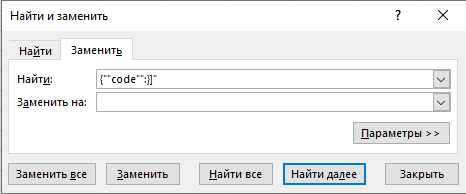 Найти и заменить
? ×
Найти Заменить
Найти: {""code"":}]"
Заменить на:
Параметры >>
Заменить все Заменить Найти все Найти далее Закрыть